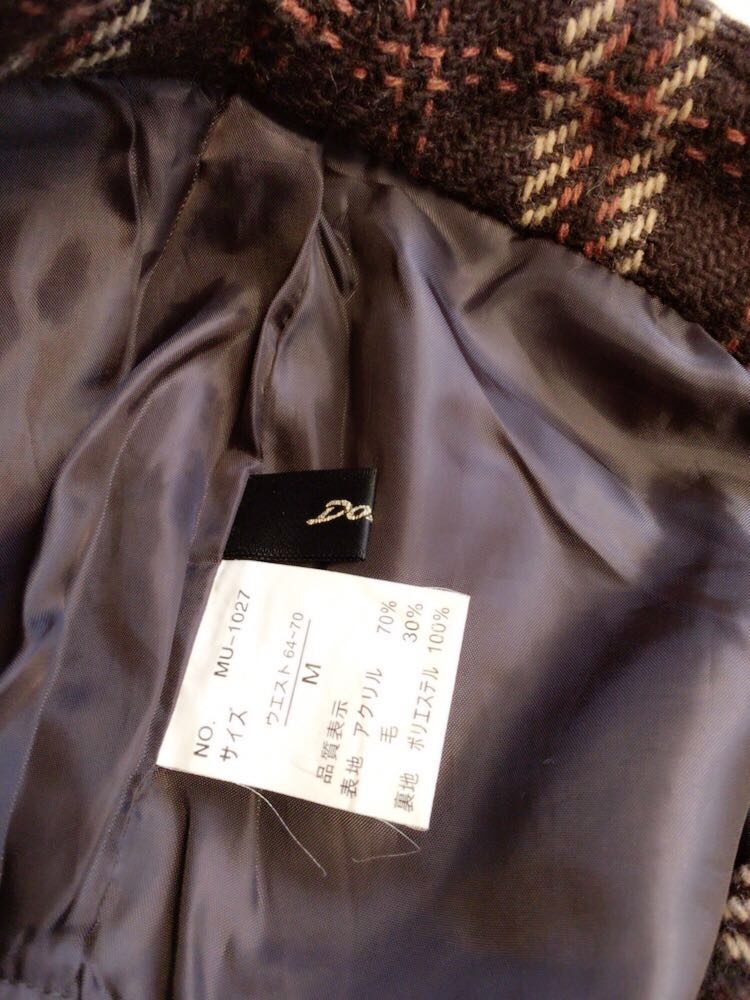 Do
NO. MU-1027
サイズ ウエスト64~70
M
品質表示
表地 アクリル 70%
毛 30%
裏地 ポリエステル 100%